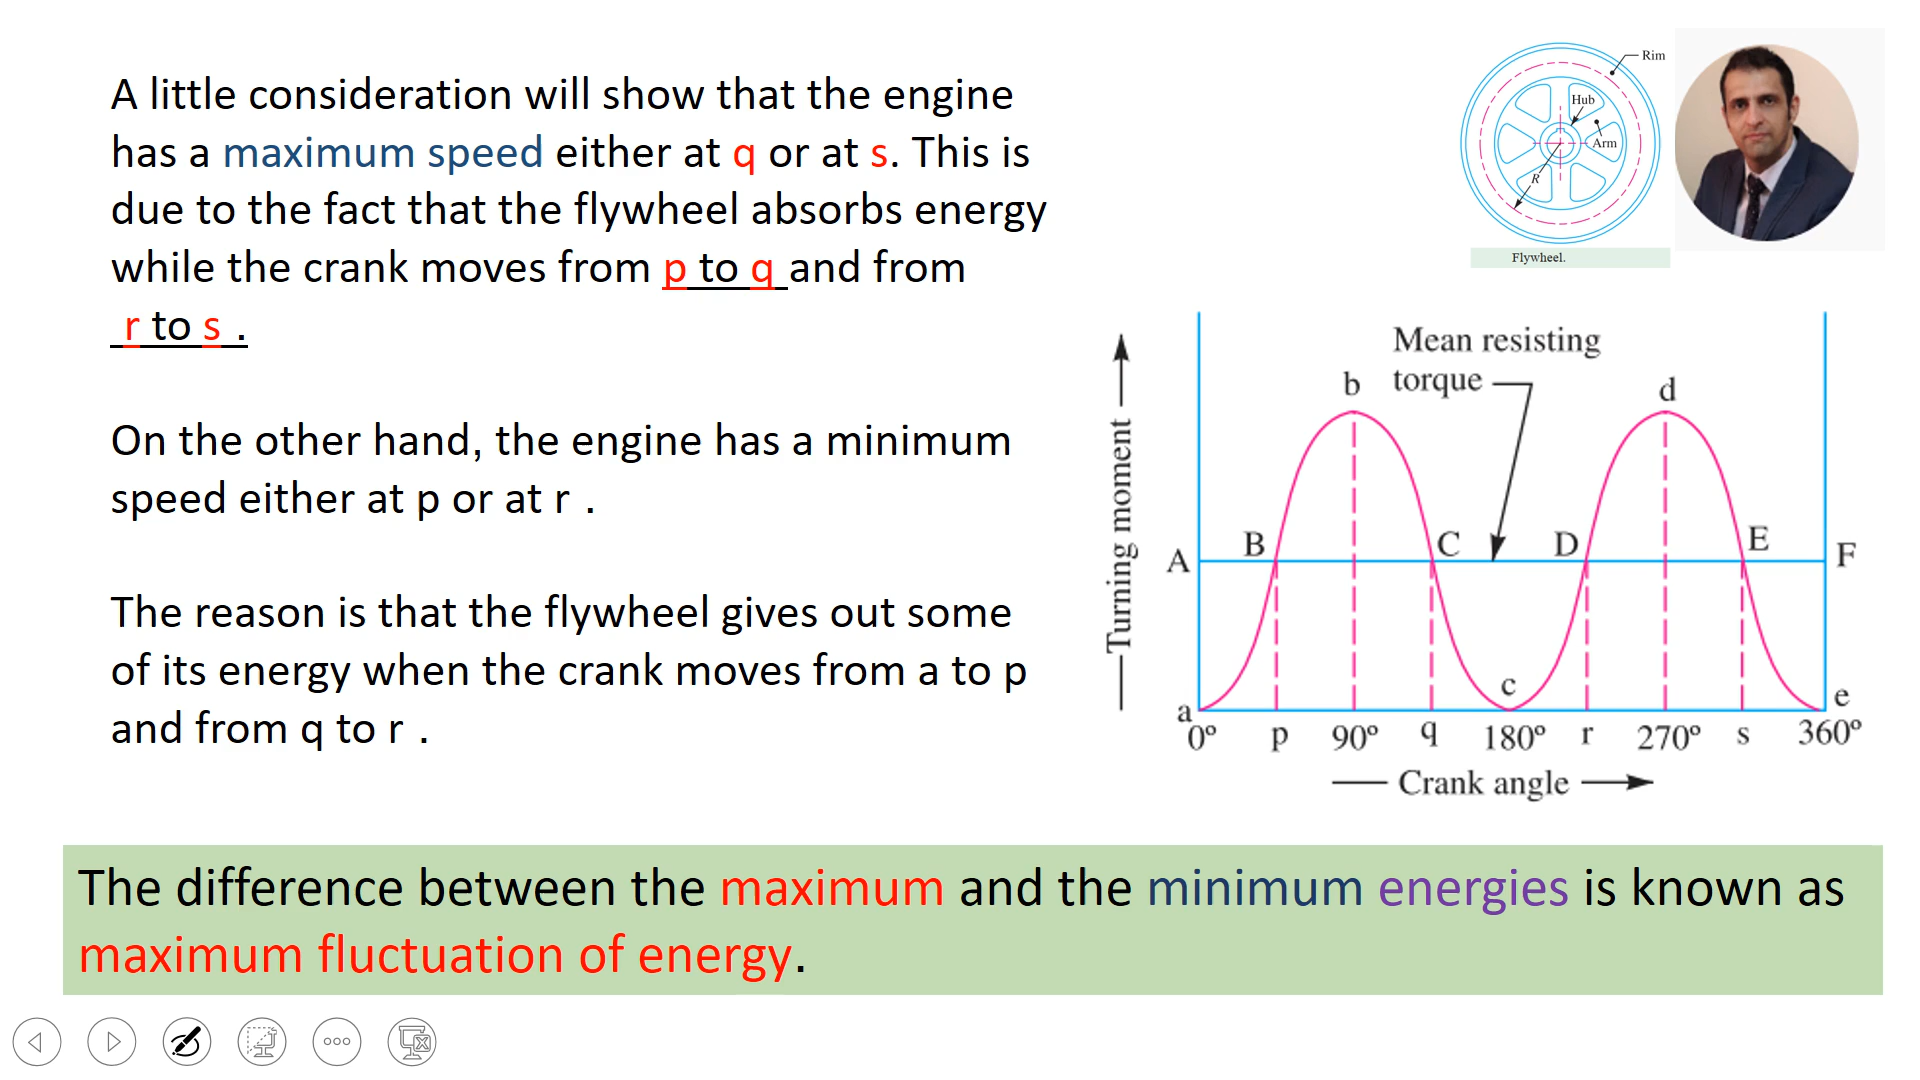 A little consideration will show that the engine
has a maximum speed either at q or at s. This is
due to the fact that the flywheel absorbs energy
while the crank moves from p to q and from
r to s .
On the other hand, the engine has a minimum
speed either at p or at r .
The reason is that the flywheel gives out some
of its energy when the crank moves from a to p
and from q to r .
Rim
Hub
Arm
R
Flywheel.
Mean resisting
torque
b
d
Turning moment
A
B
C
D
E
F
a
c
e
0º
p
90º
q
180º
r
270º
s
360º
Crank angle
The difference between the maximum and the minimum energies is known as
maximum fluctuation of energy.